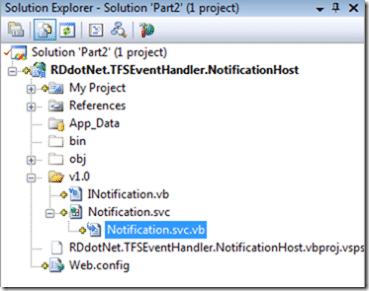 Solution Explorer - Solution 'Part2' (1 project)
Solution 'Part2' (1 project)
RDdotNet.TFSEventHandler.NotificationHost
My Project
References
App_Data
bin
obj
v1.0
INotification.vb
Notification.svc
Notification.svc.vb
RDdotNet.TFSEventHandler.NotificationHost.vbproj.vsps
Web.config